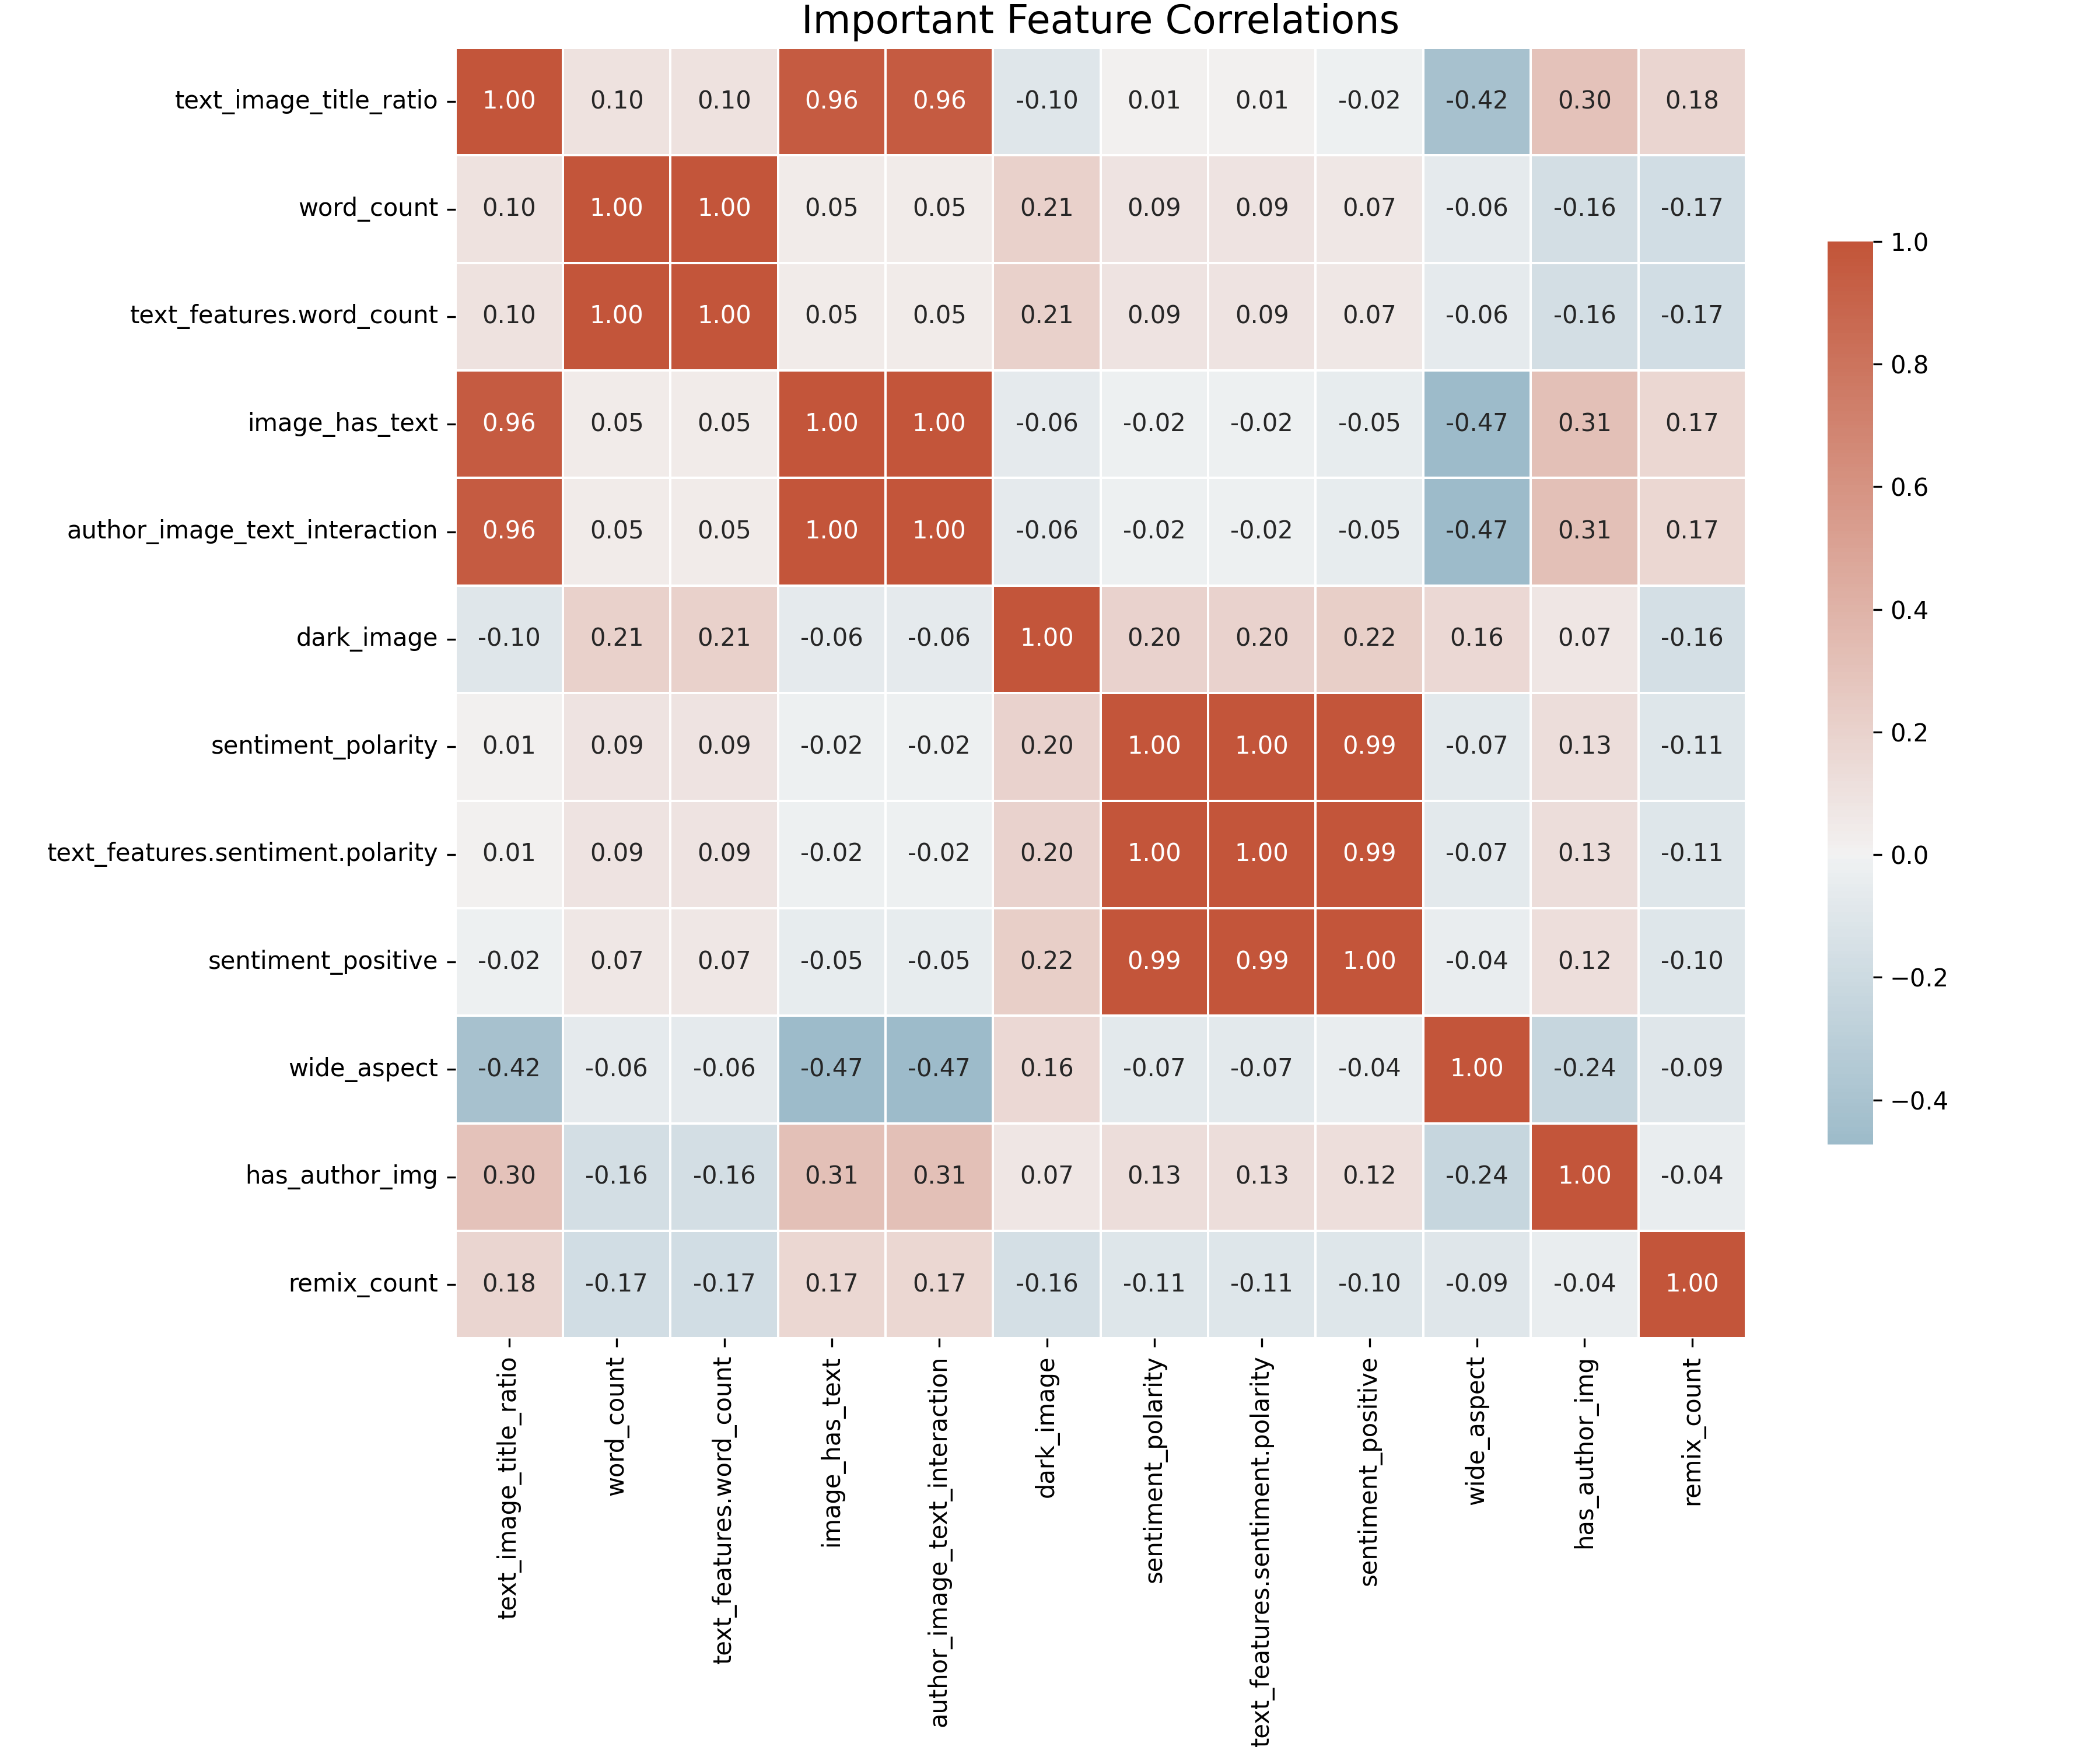 Important Feature Correlations
text_image_title_ratio 1.00 0.10 0.10 0.96 0.96 -0.10 0.01 0.01 -0.02 -0.42 0.30 0.18
word_count 0.10 1.00 1.00 0.05 0.05 0.21 0.09 0.09 0.07 -0.06 -0.16 -0.17
text_features.word_count 0.10 1.00 1.00 0.05 0.05 0.21 0.09 0.09 0.07 -0.06 -0.16 -0.17
image_has_text 0.96 0.05 0.05 1.00 1.00 -0.06 -0.02 -0.02 -0.05 -0.47 0.31 0.17
author_image_text_interaction 0.96 0.05 0.05 1.00 1.00 -0.06 -0.02 -0.02 -0.05 -0.47 0.31 0.17
dark_image -0.10 0.21 0.21 -0.06 -0.06 1.00 0.20 0.20 0.22 0.16 0.07 -0.16
sentiment_polarity 0.01 0.09 0.09 -0.02 -0.02 0.20 1.00 1.00 0.99 -0.07 0.13 -0.11
text_features.sentiment.polarity 0.01 0.09 0.09 -0.02 -0.02 0.20 1.00 1.00 0.99 -0.07 0.13 -0.11
sentiment_positive -0.02 0.07 0.07 -0.05 -0.05 0.22 0.99 0.99 1.00 -0.04 0.12 -0.10
wide_aspect -0.42 -0.06 -0.06 -0.47 -0.47 0.16 -0.07 -0.07 -0.04 1.00 -0.24 -0.09
has_author_img 0.30 -0.16 -0.16 0.31 0.31 0.07 0.13 0.13 0.12 -0.24 1.00 -0.04
remix_count 0.18 -0.17 -0.17 0.17 0.17 -0.16 -0.11 -0.11 -0.10 -0.09 -0.04 1.00
text_image_title_ratio
word_count
text_features.word_count
image_has_text
author_image_text_interaction
dark_image
sentiment_polarity
text_features.sentiment.polarity
sentiment_positive
wide_aspect
has_author_img
remix_count
1.0
0.8
0.6
0.4
0.2
0.0
−0.2
−0.4